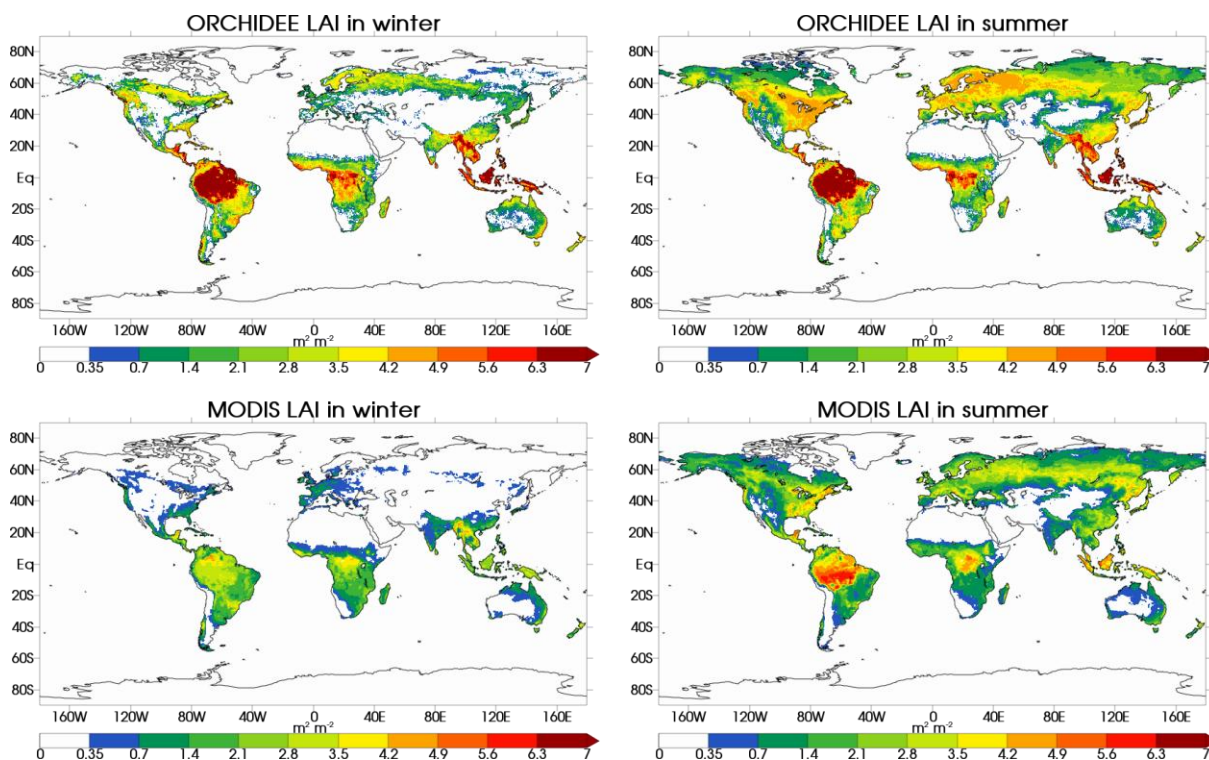 ORCHIDEE LAI in winter
80N
60N
40N
20N
Eq
20S
40S
60S
80S
160W 120W 80W 40W 0 40E 80E 120E 160E
m² m⁻²
0 0.35 0.7 1.4 2.1 2.8 3.5 4.2 4.9 5.6 6.3 7
ORCHIDEE LAI in summer
80N
60N
40N
20N
Eq
20S
40S
60S
80S
160W 120W 80W 40W 0 40E 80E 120E 160E
m² m⁻²
0 0.35 0.7 1.4 2.1 2.8 3.5 4.2 4.9 5.6 6.3 7
MODIS LAI in winter
80N
60N
40N
20N
Eq
20S
40S
60S
80S
160W 120W 80W 40W 0 40E 80E 120E 160E
m² m⁻²
0 0.35 0.7 1.4 2.1 2.8 3.5 4.2 4.9 5.6 6.3 7
MODIS LAI in summer
80N
60N
40N
20N
Eq
20S
40S
60S
80S
160W 120W 80W 40W 0 40E 80E 120E 160E
m² m⁻²
0 0.35 0.7 1.4 2.1 2.8 3.5 4.2 4.9 5.6 6.3 7